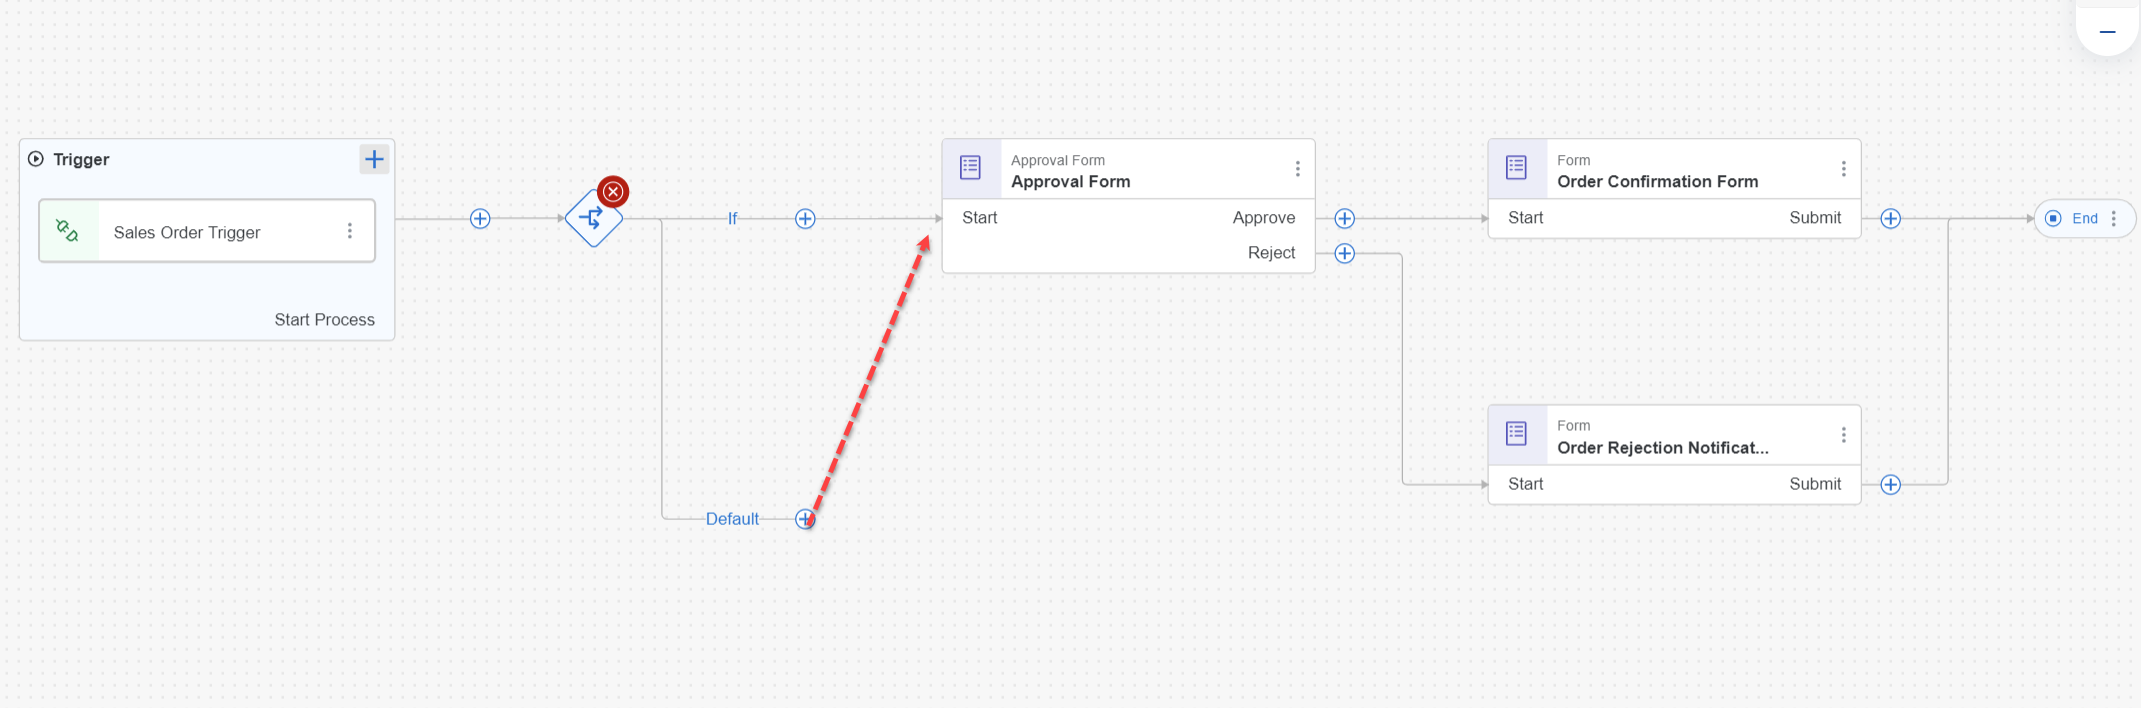 Trigger
Sales Order Trigger
Start Process
If
Default
Approval Form
Approval Form
Start
Approve
Reject
Form
Order Confirmation Form
Start
Submit
Form
Order Rejection Notificat...
Start
Submit
End